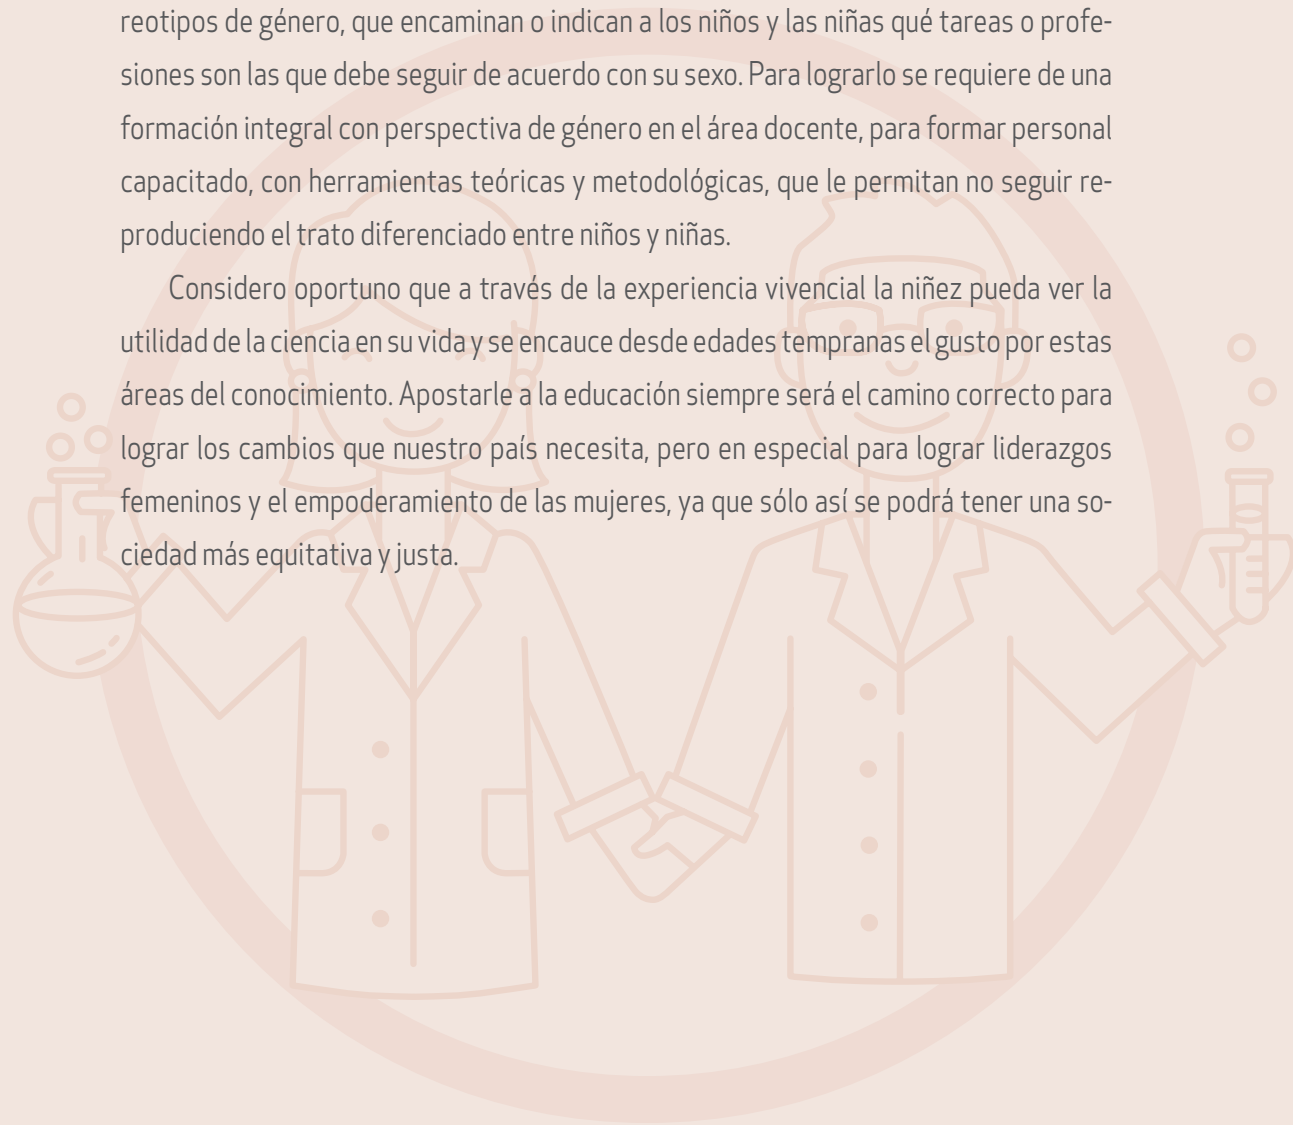 reotipos de género, que encaminan o indican a los niños y las niñas qué tareas o profe-
siones son las que debe seguir de acuerdo con su sexo. Para lograrlo se requiere de una
formación integral con perspectiva de género en el área docente, para formar personal
capacitado, con herramientas teóricas y metodológicas, que le permitan no seguir re-
produciendo el trato diferenciado entre niños y niñas.
Considero oportuno que a través de la experiencia vivencial la niñez pueda ver la
utilidad de la ciencia en su vida y se encauce desde edades tempranas el gusto por estas
áreas del conocimiento. Apostarle a la educación siempre será el camino correcto para
lograr los cambios que nuestro país necesita, pero en especial para lograr liderazgos
femeninos y el empoderamiento de las mujeres, ya que sólo así se podrá tener una so-
ciedad más equitativa y justa.